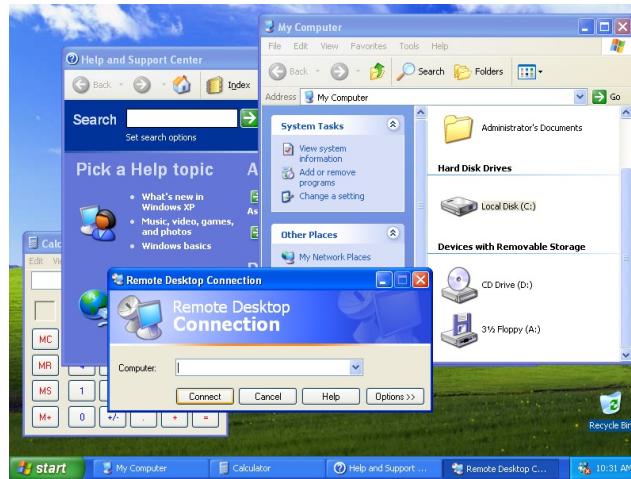 My Computer
File Edit View Favorites Tools Help
Back
Search
Folders
Address My Computer
Go
System Tasks
View system
information
Add or remove
programs
Change a setting
Other Places
My Network Places
Administrator's Documents
Hard Disk Drives
Local Disk (C:)
Devices with Removable Storage
CD Drive (D:)
3½ Floppy (A:)
Help and Support Center
Back
Index
Search
Set search options
Pick a Help topic
A
What's new in
Windows XP
As
Music, video, games,
and photos
Windows basics
Calc
Edit
MC
MR
MS 1
M+ 0 +/- . + =
Remote Desktop Connection
Remote Desktop
Connection
Computer:
Connect Cancel Help Options >>
Recycle Bin
start
My Computer
Calculator
Help and Support ...
Remote Desktop C...
10:31 AM